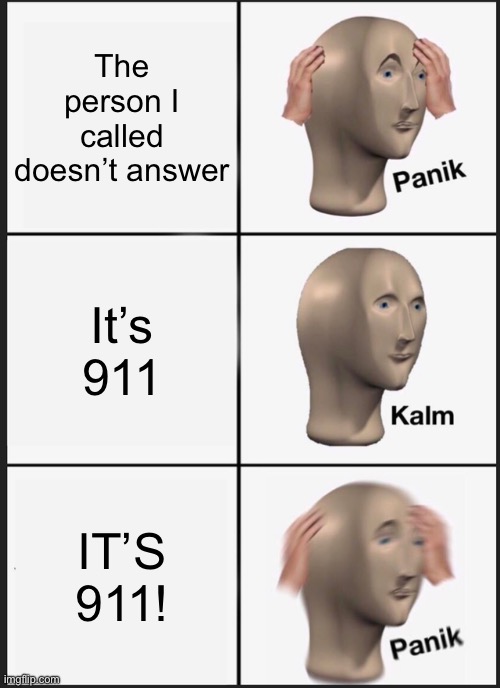 The
person I
called
doesn’t answer
Panik
It’s
911
Kalm
IT’S
911!
Panik
imgflip.com